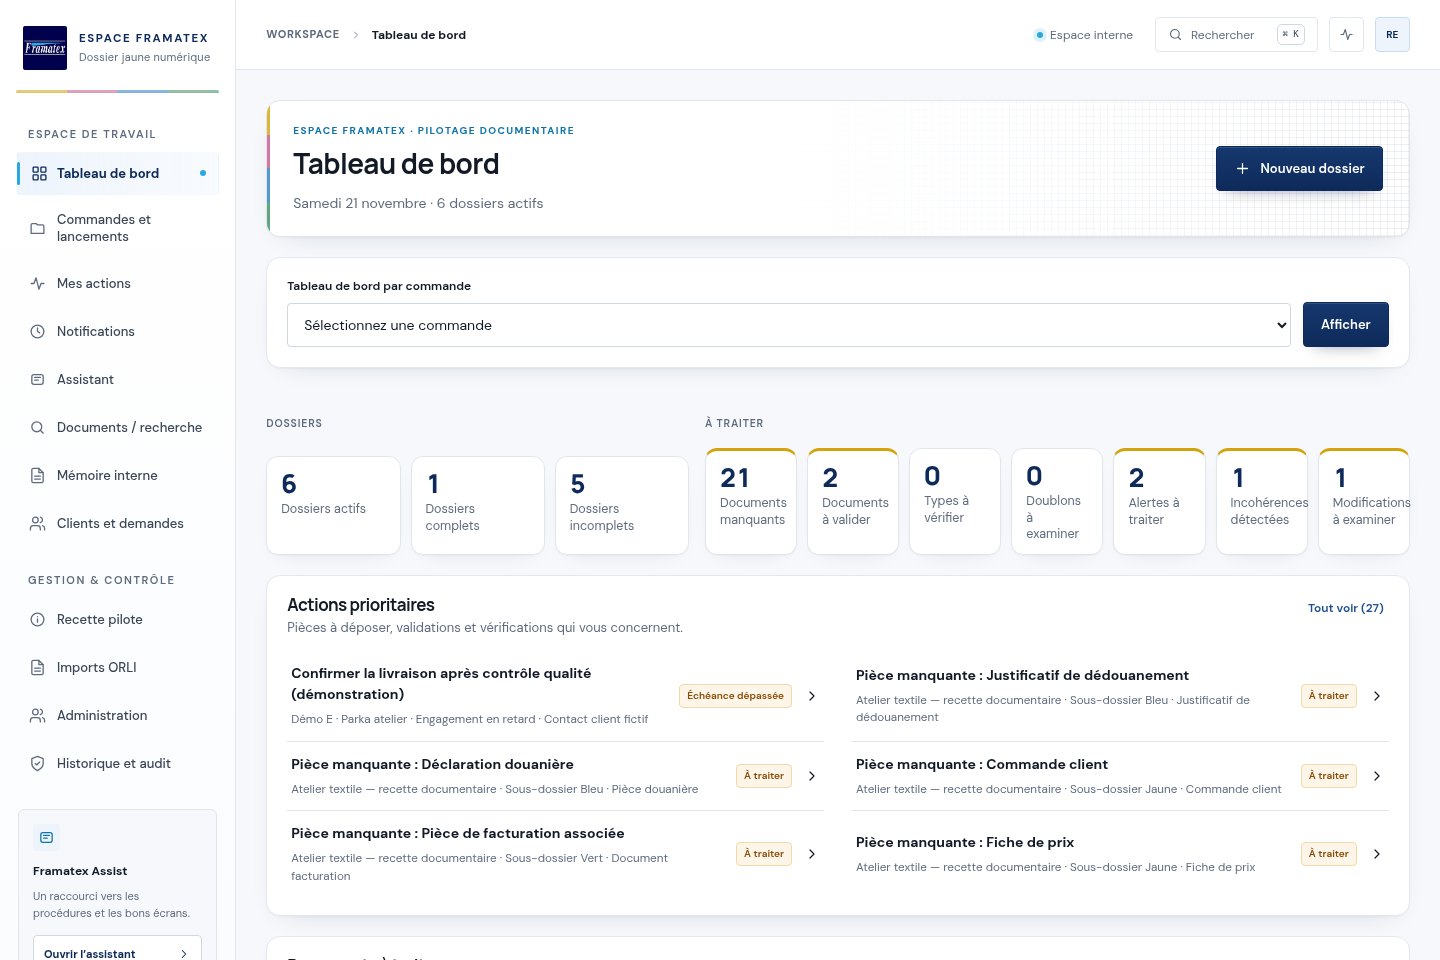 Framatex
ESPACE FRAMATEX
Dossier jaune numérique
ESPACE DE TRAVAIL
Tableau de bord
Commandes et
lancements
Mes actions
Notifications
Assistant
Documents / recherche
Mémoire interne
Clients et demandes
GESTION & CONTRÔLE
Recette pilote
Imports ORLI
Administration
Historique et audit
Framatex Assist
Un raccourci vers les
procédures et les bons écrans.
Ouvrir l'assistant
WORKSPACE
Tableau de bord
Espace interne
Rechercher
⌘ K
RE
ESPACE FRAMATEX · PILOTAGE DOCUMENTAIRE
Tableau de bord
Samedi 21 novembre · 6 dossiers actifs
Nouveau dossier
Tableau de bord par commande
Sélectionnez une commande
Afficher
DOSSIERS
6
Dossiers actifs
1
Dossiers
complets
5
Dossiers
incomplets
À TRAITER
21
Documents
manquants
2
Documents
à valider
0
Types à
vérifier
0
Doublons
à
examiner
2
Alertes à
traiter
1
Incohérences
détectées
1
Modifications
à examiner
Actions prioritaires
Pièces à déposer, validations et vérifications qui vous concernent.
Tout voir (27)
Confirmer la livraison après contrôle qualité
(démonstration)
Démo E · Parka atelier · Engagement en retard · Contact client fictif
Échéance dépassée
Pièce manquante : Justificatif de dédouanement
Atelier textile — recette documentaire · Sous-dossier Bleu · Justificatif de
dédouanement
À traiter
Pièce manquante : Déclaration douanière
Atelier textile — recette documentaire · Sous-dossier Bleu · Pièce douanière
À traiter
Pièce manquante : Commande client
Atelier textile — recette documentaire · Sous-dossier Jaune · Commande client
À traiter
Pièce manquante : Pièce de facturation associée
Atelier textile — recette documentaire · Sous-dossier Vert · Document
facturation
À traiter
Pièce manquante : Fiche de prix
Atelier textile — recette documentaire · Sous-dossier Jaune · Fiche de prix
À traiter